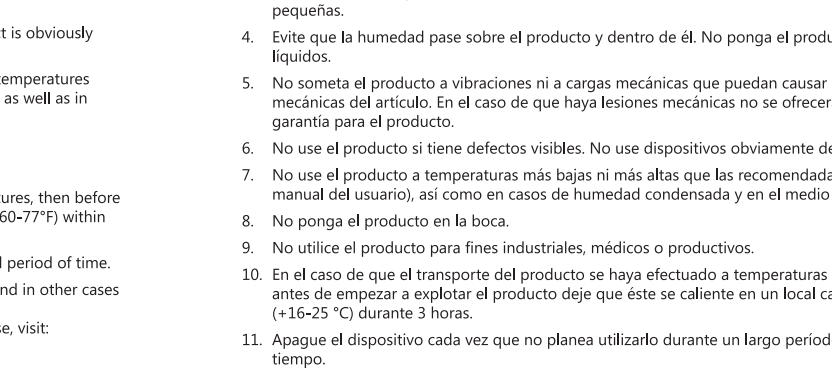 t is obviously
temperatures
as well as in
tures, then before
60-77°F) within
period of time.
nd in other cases
e, visit:
pequeñas.
4. Evite que la humedad pase sobre el producto y dentro de él. No ponga el produ
líquidos.
5. No someta el producto a vibraciones ni a cargas mecánicas que puedan causar
mecánicas del artículo. En el caso de que haya lesiones mecánicas no se ofrecerá
garantía para el producto.
6. No use el producto si tiene defectos visibles. No use dispositivos obviamente de
7. No use el producto a temperaturas más bajas ni más altas que las recomendada
manual del usuario), así como en casos de humedad condensada y en el medio
8. No ponga el producto en la boca.
9. No utilice el producto para fines industriales, médicos o productivos.
10. En el caso de que el transporte del producto se haya efectuado a temperaturas
antes de empezar a explotar el producto deje que éste se caliente en un local ca
(+16-25 °C) durante 3 horas.
11. Apague el dispositivo cada vez que no planea utilizarlo durante un largo períod
tiempo.